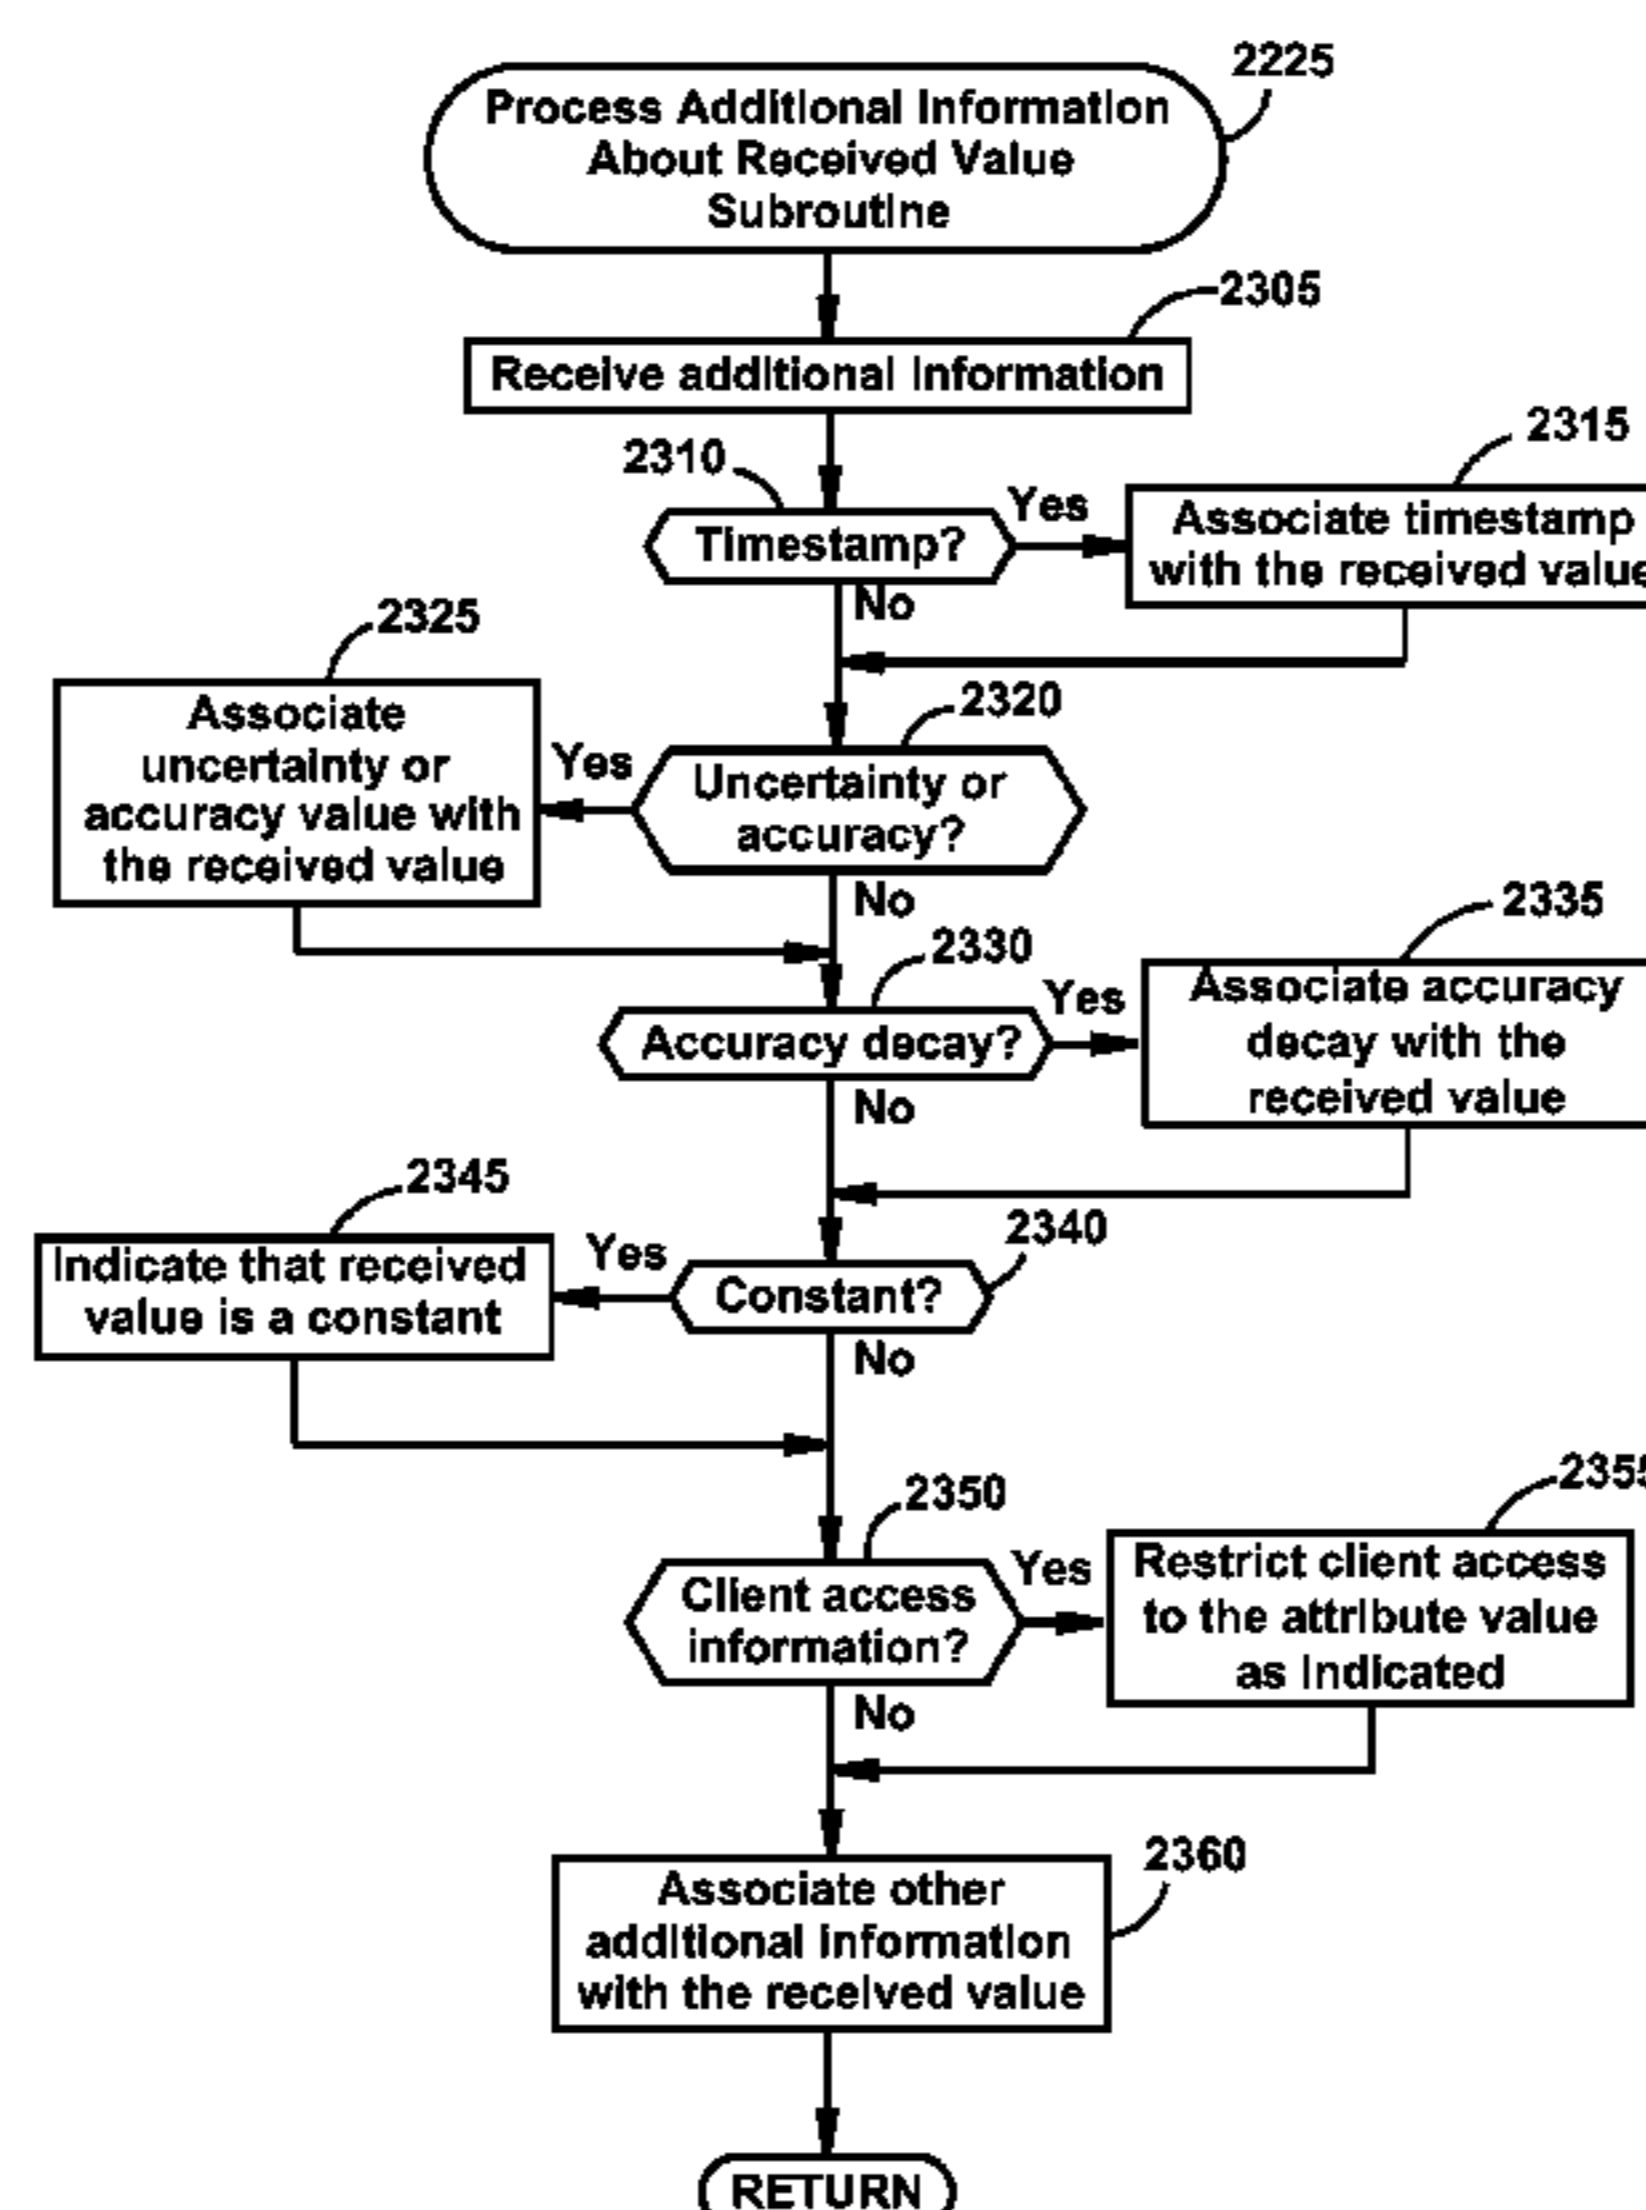 2225
Process Additional Information
About Received Value
Subroutine
2305
Receive additional information
2310
Timestamp?
Yes
2315
Associate timestamp
with the received value
No
2325
Associate
uncertainty or
accuracy value with
the received value
Yes
2320
Uncertainty or
accuracy?
No
2330
Accuracy decay?
Yes
2335
Associate accuracy
decay with the
received value
No
2345
Indicate that received
value is a constant
Yes
2340
Constant?
No
2350
Client access
information?
Yes
2355
Restrict client access
to the attribute value
as indicated
No
2360
Associate other
additional information
with the received value
RETURN